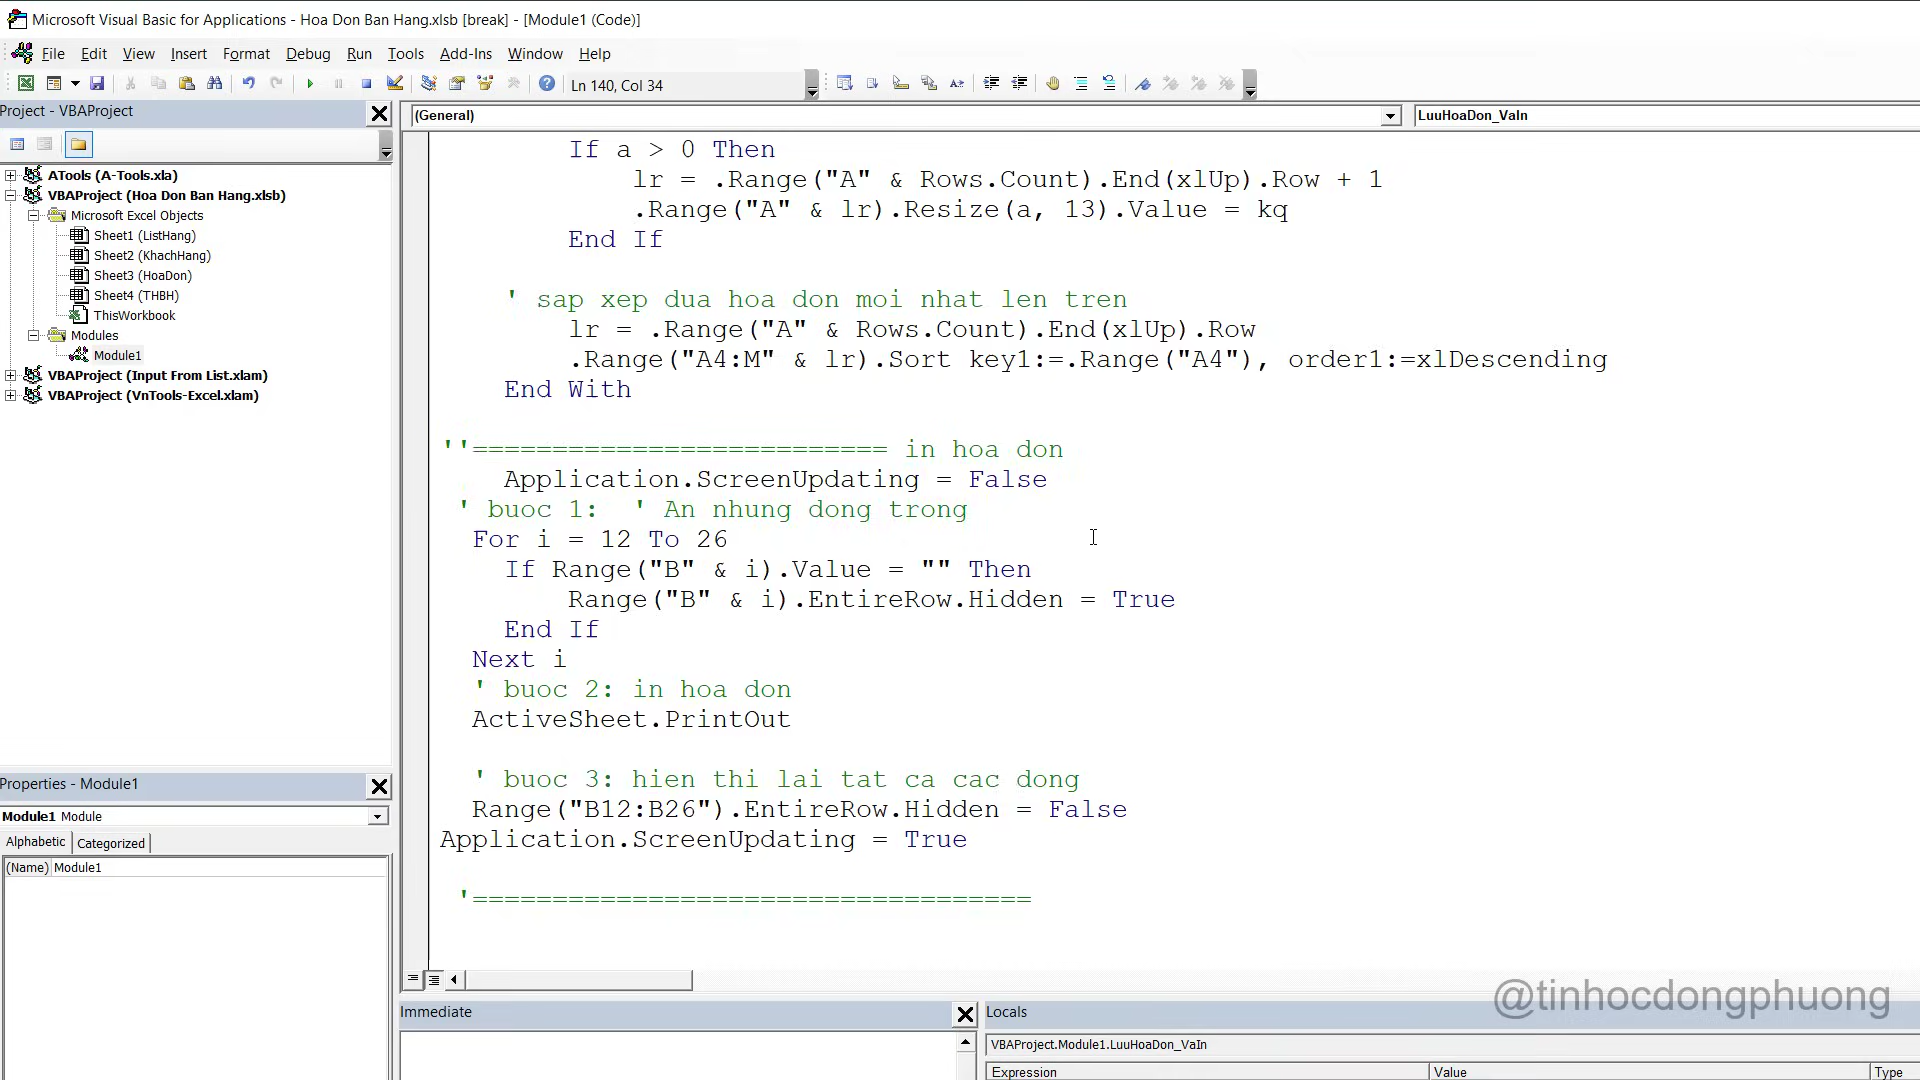 Microsoft Visual Basic for Applications - Hoa Don Ban Hang.xlsb [break] - [Module1 (Code)]
File Edit View Insert Format Debug Run Tools Add-Ins Window Help
Ln 140, Col 34
Project - VBAProject
(General)
LuuHoaDon_VaIn
ATools (A-Tools.xla)
VBAProject (Hoa Don Ban Hang.xlsb)
Microsoft Excel Objects
Sheet1 (ListHang)
Sheet2 (KhachHang)
Sheet3 (HoaDon)
Sheet4 (THBH)
ThisWorkbook
Modules
Module1
VBAProject (Input From List.xlam)
VBAProject (VnTools-Excel.xlam)
If a > 0 Then
lr = .Range("A" & Rows.Count).End(xlUp).Row + 1
.Range("A" & lr).Resize(a, 13).Value = kq
End If
' sap xep dua hoa don moi nhat len tren
lr = .Range("A" & Rows.Count).End(xlUp).Row
.Range("A4:M" & lr).Sort key1:=.Range("A4"), order1:=xlDescending
End With
''========================== in hoa don
Application.ScreenUpdating = False
' buoc 1:  ' An nhung dong trong
For i = 12 To 26
If Range("B" & i).Value = "" Then
Range("B" & i).EntireRow.Hidden = True
End If
Next i
' buoc 2: in hoa don
ActiveSheet.PrintOut
' buoc 3: hien thi lai tat ca cac dong
Range("B12:B26").EntireRow.Hidden = False
Application.ScreenUpdating = True
'===================================
Properties - Module1
Module1 Module
Alphabetic Categorized
(Name) Module1
Immediate
Locals
VBAProject.Module1.LuuHoaDon_VaIn
Expression Value Type
@tinhocdongphuong